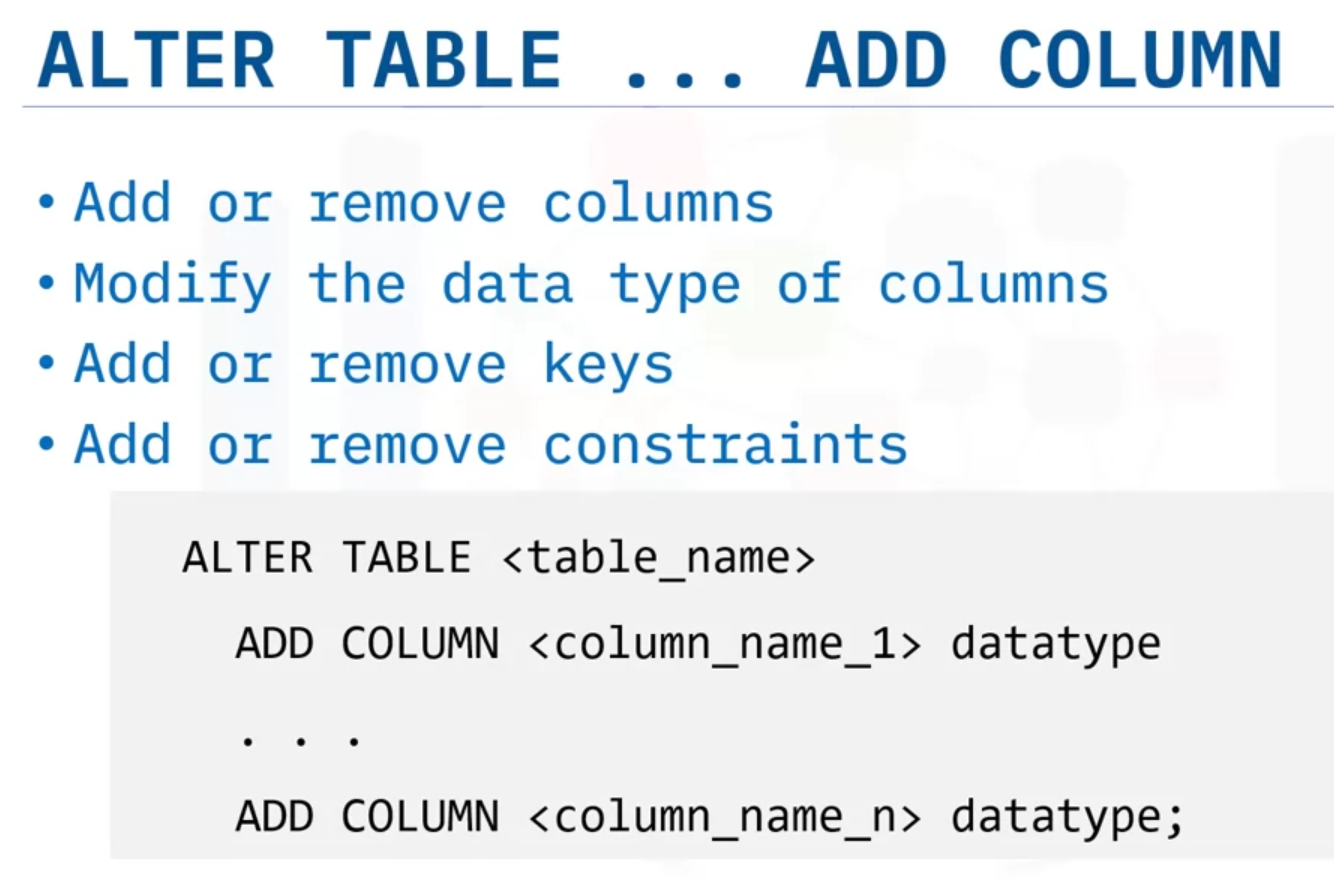 ALTER TABLE ... ADD COLUMN
• Add or remove columns
• Modify the data type of columns
• Add or remove keys
• Add or remove constraints
ALTER TABLE <table_name>
ADD COLUMN <column_name_1> datatype
. . .
ADD COLUMN <column_name_n> datatype;